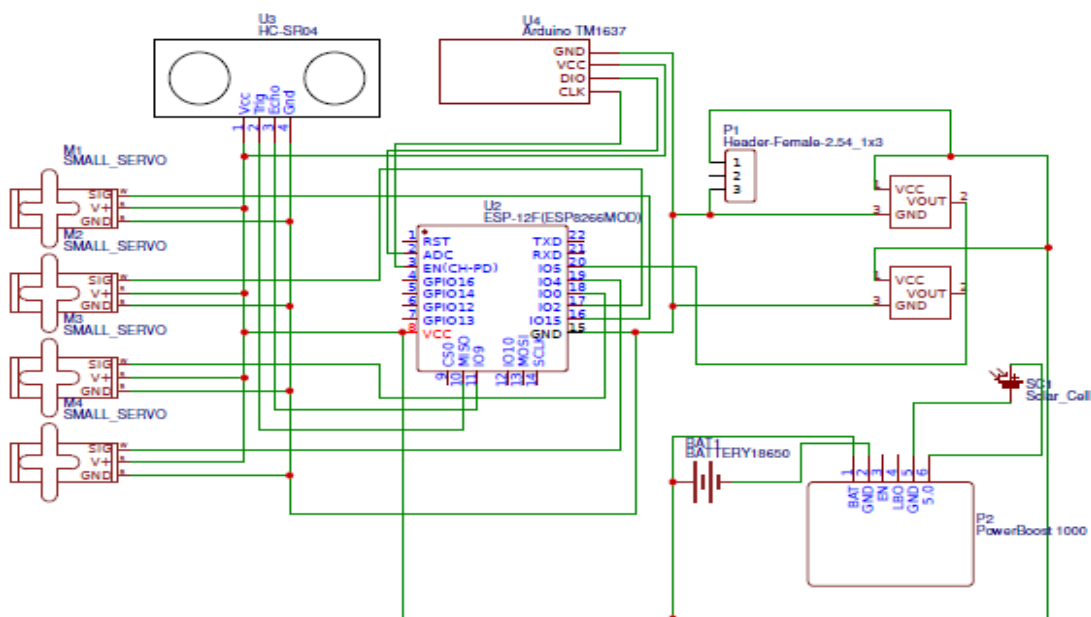 U3
HC-SR04
Vcc
Trig
Echo
Gnd
1
2
3
4
U4
Arduino TM1637
GND
VCC
DIO
CLK
P1
Header-Female-2.54_1x3
1
2
3
M1
SMALL_SERVO
SIG
V+
GND
M2
SMALL_SERVO
SIG
V+
GND
M3
SMALL_SERVO
SIG
V+
GND
M4
SMALL_SERVO
SIG
V+
GND
U2
ESP-12F(ESP8266MOD)
1 RST
2 ADC
3 EN(CH-PD)
4 GPIO16
5 GPIO14
6 GPIO12
7 GPIO13
8 VCC
TXD 22
RXD 21
IO5 20
IO4 19
IO0 18
IO2 17
IO15 16
GND 15
9 CS0
10 MISO
11 IO9
12 IO10
13 MOSI
14 SCLK
1 VCC
VOUT 2
3 GND
1 VCC
VOUT 2
3 GND
SC1
Solar_Cell
BAT1
BATTERY18650
1 BAT
2 GND
3 EN
4 LBO
5 GND
6 5.0
P2
PowerBoost 1000